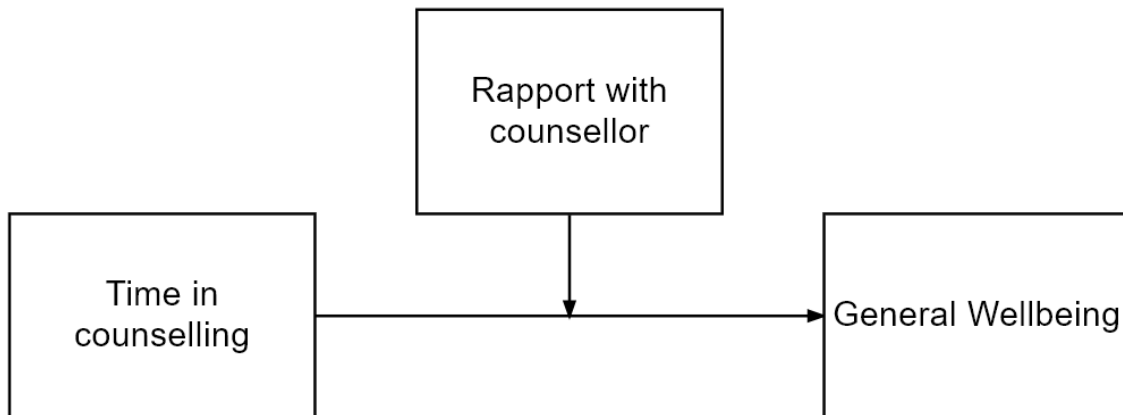 Rapport with
counsellor
Time in
counselling
General Wellbeing